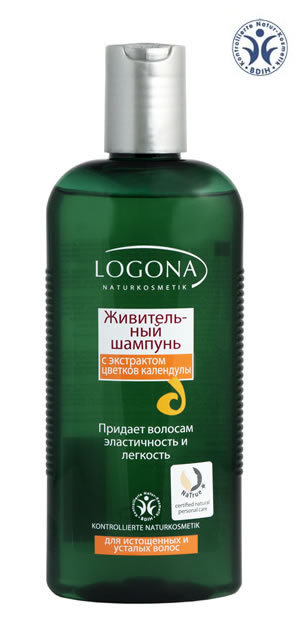 Kontrollierte Natur-Kosmetik
BDIH
LOGONA
NATURKOSMETIK
Живитель-
ный
шампунь
с экстрактом
цветков календулы
Придает волосам
эластичность и
легкость
NaTrue
certified natural
personal care
BDIH
KONTROLLIERTE NATURKOSMETIK
для истощенных и
усталых волос